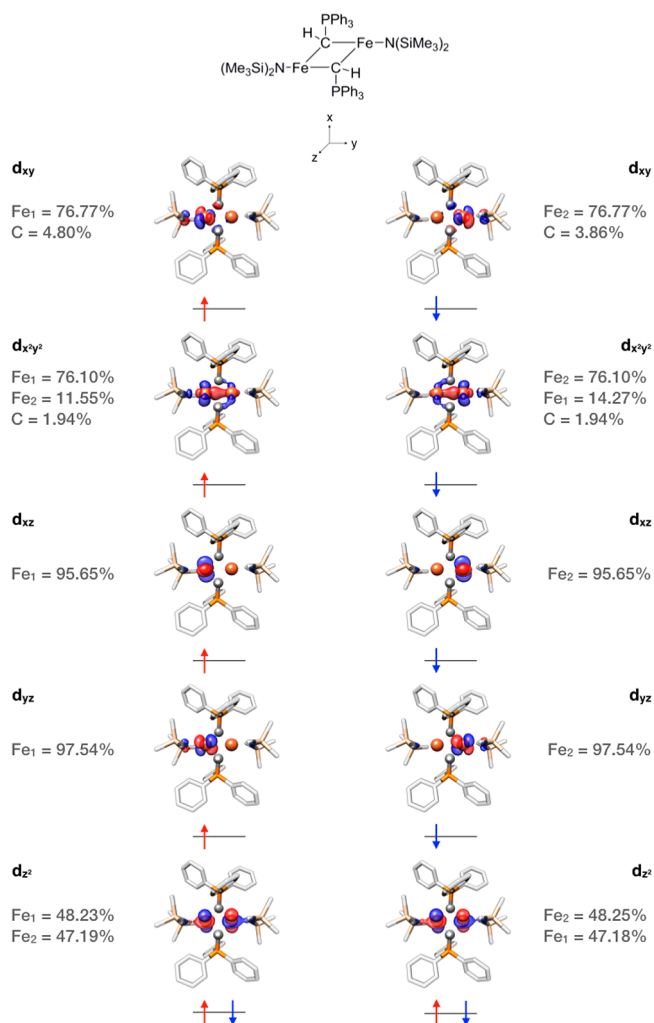 PPh₃
H
C
Fe
N(SiMe₃)₂
(Me₃Si)₂N
Fe
C
H
PPh₃
x
y
z
dxy
Fe₁ = 76.77%
C = 4.80%
dxy
Fe₂ = 76.77%
C = 3.86%
dx²y²
Fe₁ = 76.10%
Fe₂ = 11.55%
C = 1.94%
dx²y²
Fe₂ = 76.10%
Fe₁ = 14.27%
C = 1.94%
dxz
Fe₁ = 95.65%
dxz
Fe₂ = 95.65%
dyz
Fe₁ = 97.54%
dyz
Fe₂ = 97.54%
dz²
Fe₁ = 48.23%
Fe₂ = 47.19%
dz²
Fe₂ = 48.25%
Fe₁ = 47.18%